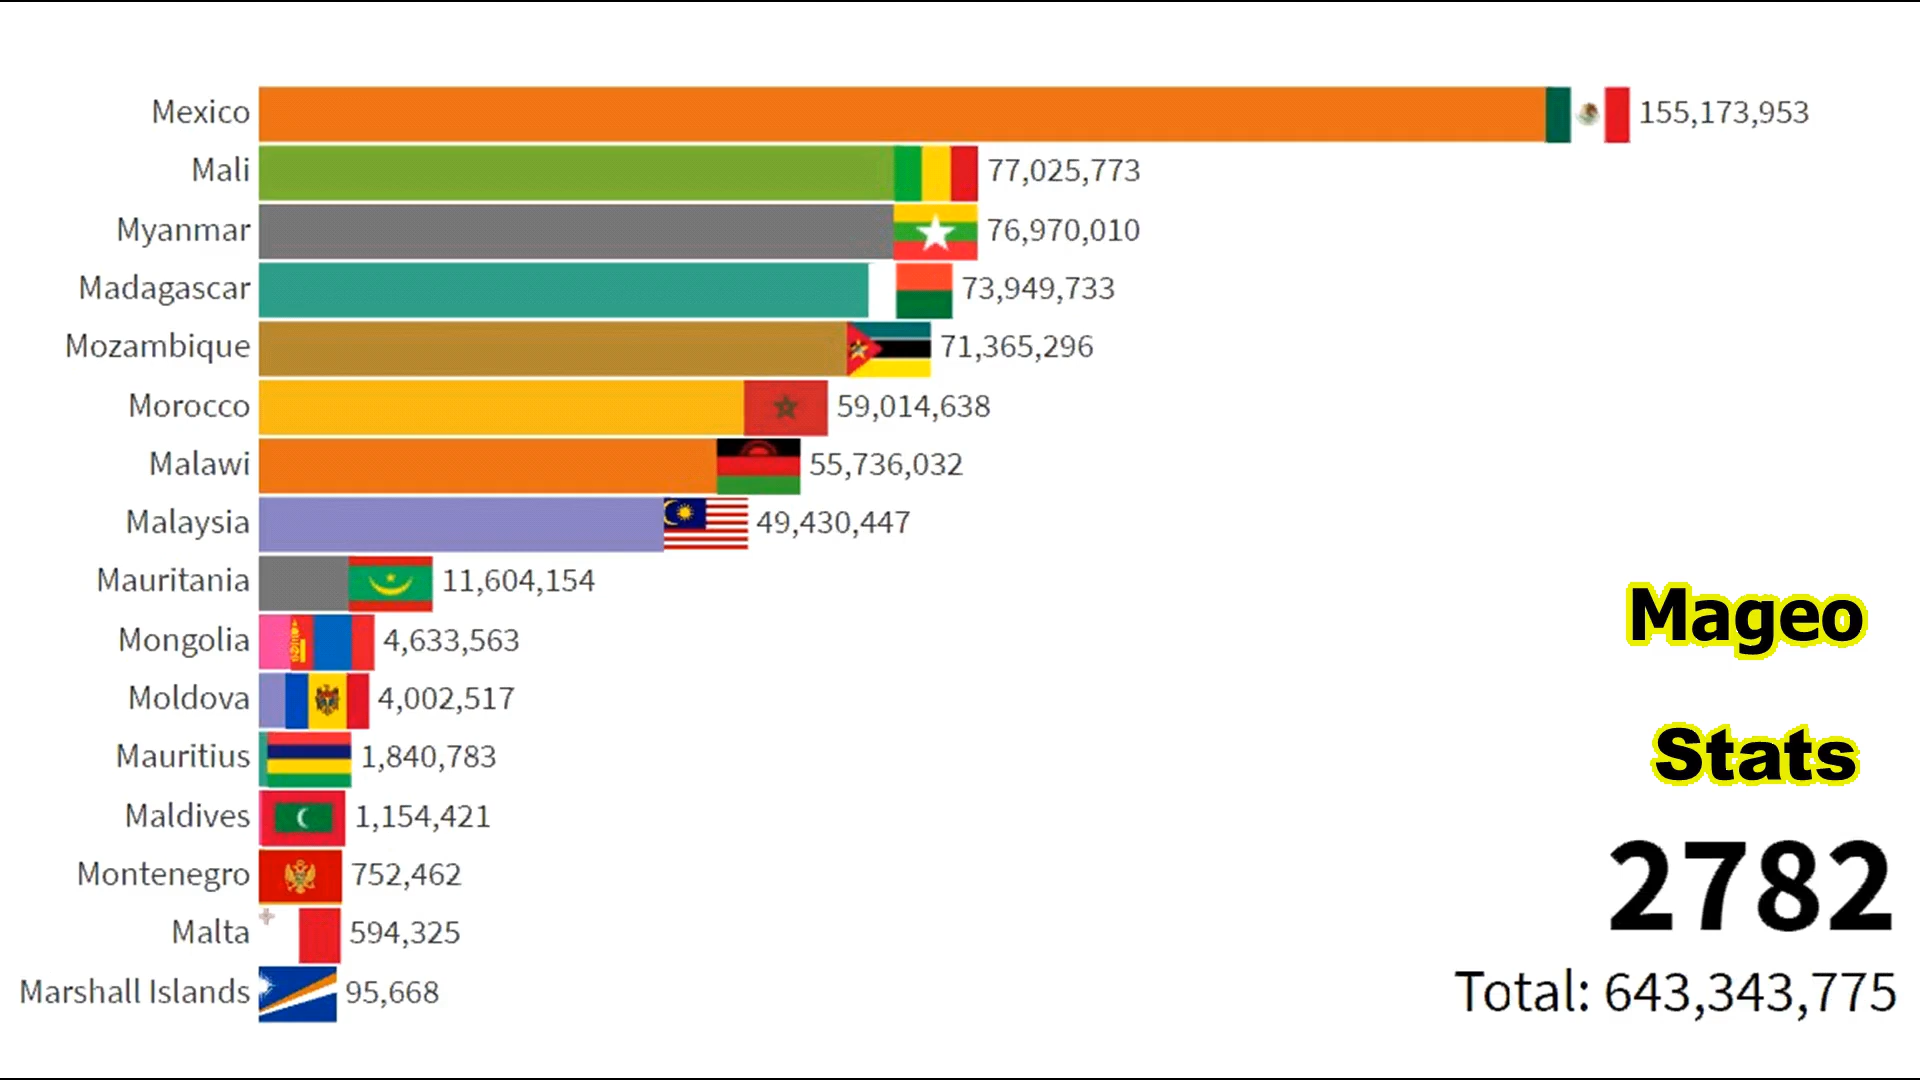 Mexico 155,173,953
Mali 77,025,773
Myanmar 76,970,010
Madagascar 73,949,733
Mozambique 71,365,296
Morocco 59,014,638
Malawi 55,736,032
Malaysia 49,430,447
Mauritania 11,604,154
Mongolia 4,633,563
Moldova 4,002,517
Mauritius 1,840,783
Maldives 1,154,421
Montenegro 752,462
Malta 594,325
Marshall Islands 95,668
Mageo
Stats
2782
Total: 643,343,775